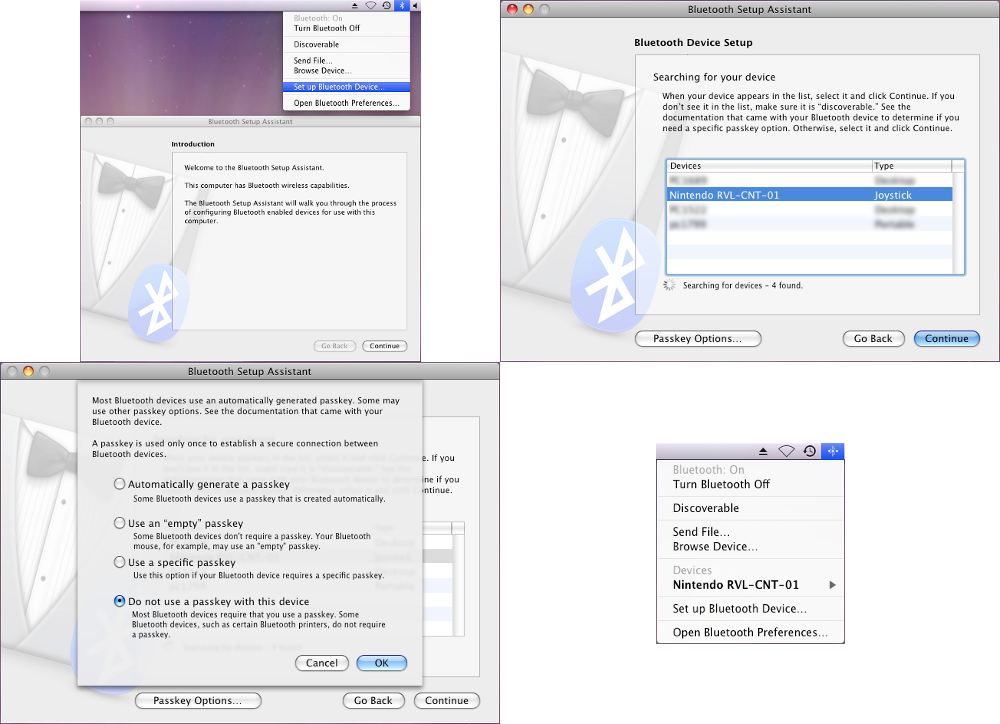 Bluetooth: On
Turn Bluetooth Off
Discoverable
Send File...
Browse Device...
Set up Bluetooth Device...
Open Bluetooth Preferences...
Bluetooth Setup Assistant
Introduction
Welcome to the Bluetooth Setup Assistant.
This computer has Bluetooth wireless capabilities.
The Bluetooth Setup Assistant will walk you through the process
of configuring Bluetooth enabled devices for use with this
computer.
Go Back
Continue
Bluetooth Setup Assistant
Bluetooth Device Setup
Searching for your device
When your device appears in the list, select it and click Continue. If you
don't see it in the list, make sure it is “discoverable.” See the
documentation that came with your Bluetooth device to determine if you
need a specific passkey option. Otherwise, select it and click Continue.
Devices Type
Nintendo RVL-CNT-01 Joystick
Searching for devices – 4 found.
Passkey Options...
Go Back
Continue
Bluetooth Setup Assistant
Most Bluetooth devices use an automatically generated passkey. Some may
use other passkey options. See the documentation that came with your
Bluetooth device.
A passkey is used only once to establish a secure connection between
Bluetooth devices.
Automatically generate a passkey
Some Bluetooth devices use a passkey that is created automatically.
Use an “empty” passkey
Some Bluetooth devices don't require a passkey. Your Bluetooth
mouse, for example, may use an “empty” passkey.
Use a specific passkey
Use this option if your Bluetooth device requires a specific passkey.
Do not use a passkey with this device
Most Bluetooth devices require that you use a passkey. Some
Bluetooth devices, such as certain Bluetooth printers, do not require
a passkey.
Cancel
OK
Passkey Options...
Go Back
Continue
Bluetooth: On
Turn Bluetooth Off
Discoverable
Send File...
Browse Device...
Devices
Nintendo RVL-CNT-01
Set up Bluetooth Device...
Open Bluetooth Preferences...